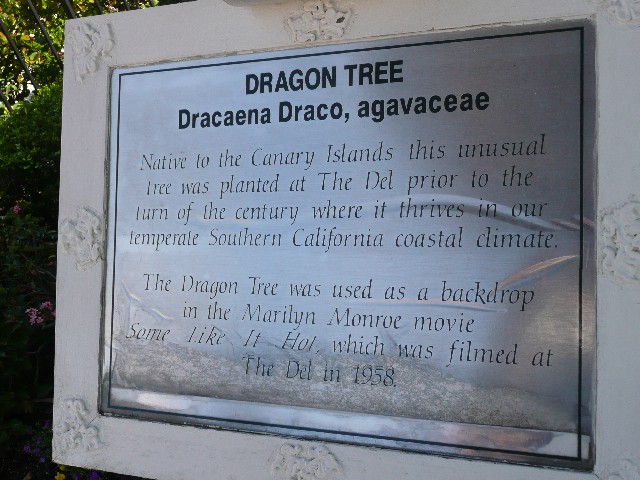 DRAGON TREE
Dracaena Draco, agavaceae
Native to the Canary Islands this unusual
tree was planted at The Del prior to the
turn of the century where it thrives in our
temperate Southern California coastal climate.
The Dragon Tree was used as a backdrop
in the Marilyn Monroe movie
Some Like It Hot, which was filmed at
The Del in 1958.